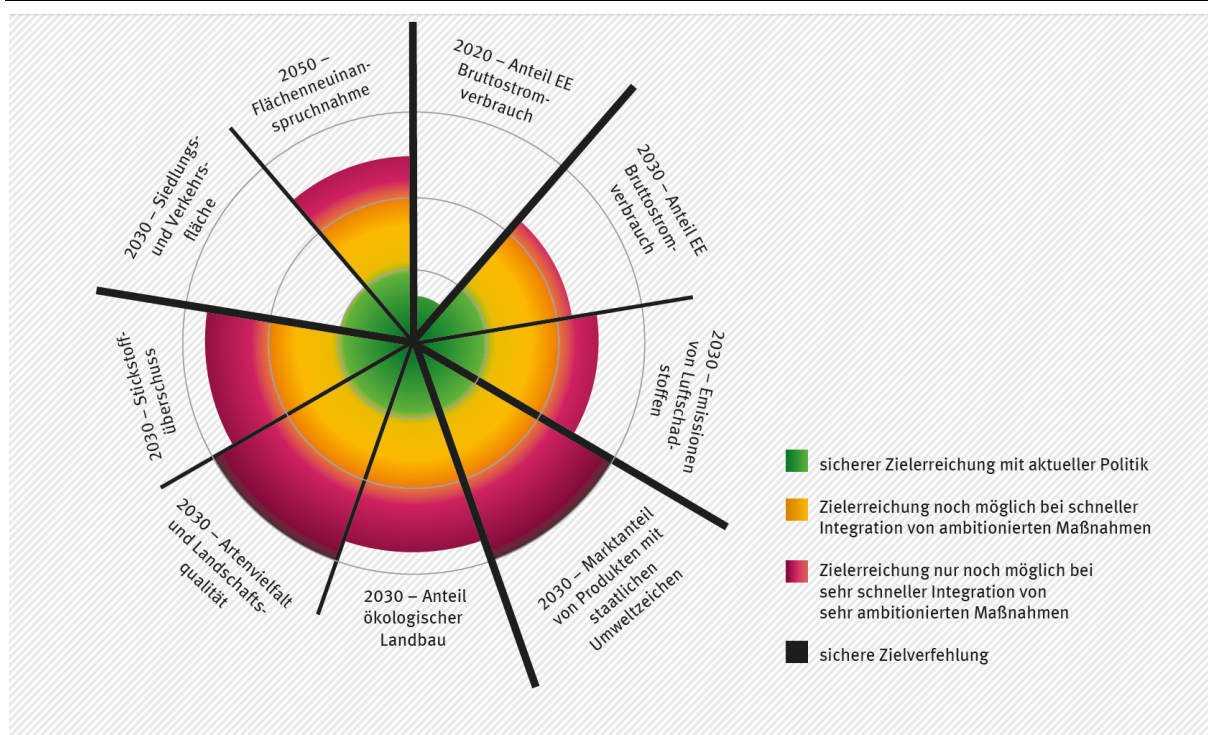 2020 – Anteil EE
Bruttostrom-
verbrauch
2030 – Anteil EE
Bruttostrom-
verbrauch
2030 – Emissionen
von Luftschad-
stoffen
2030 – Marktanteil
von Produkten mit
staatlichen
Umweltzeichen
2030 – Anteil
ökologischer
Landbau
2030 – Artenvielfalt
und Landschafts-
qualität
2030 – Stickstoff-
überschuss
2030 – Siedlungs-
und Verkehrs-
fläche
2050 –
Flächenneuinan-
spruchnahme
sicherer Zielerreichung mit aktueller Politik
Zielerreichung noch möglich bei schneller
Integration von ambitionierten Maßnahmen
Zielerreichung nur noch möglich bei
sehr schneller Integration von
sehr ambitionierten Maßnahmen
sichere Zielverfehlung